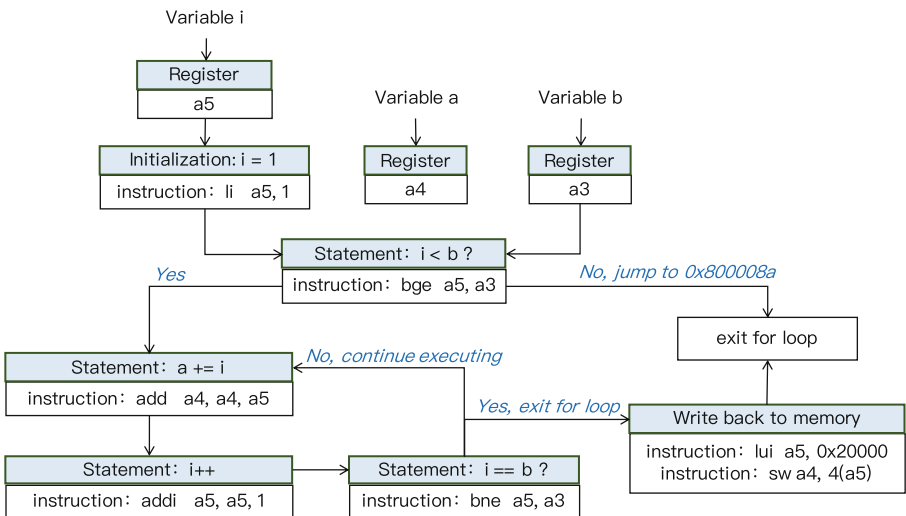 Variable i
Register
a5
Variable a
Variable b
Initialization: i = 1
instruction: li a5, 1
Register
a4
Register
a3
Statement: i < b ?
instruction: bge a5, a3
Yes
No, jump to 0x800008a
exit for loop
Statement: a += i
instruction: add a4, a4, a5
No, continue executing
Yes, exit for loop
Write back to memory
instruction: lui a5, 0x20000
instruction: sw a4, 4(a5)
Statement: i++
instruction: addi a5, a5, 1
Statement: i == b ?
instruction: bne a5, a3